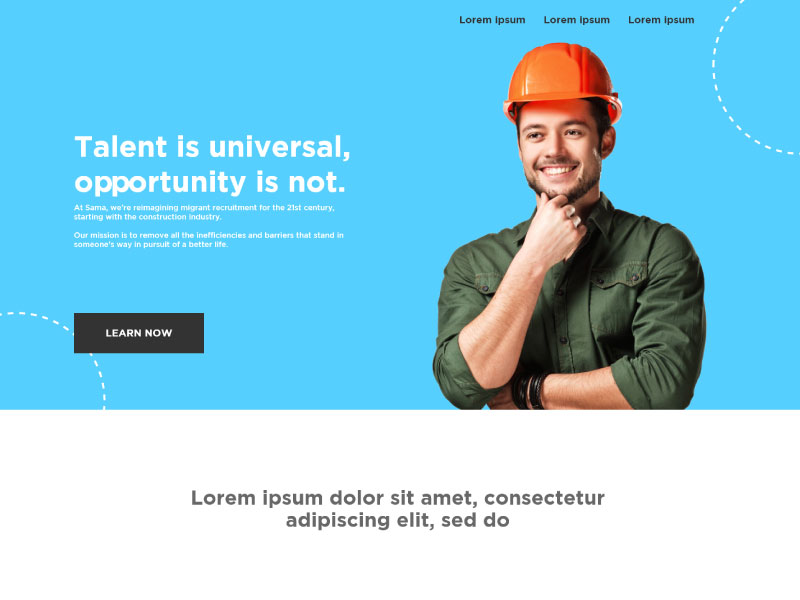 Lorem Ipsum Lorem Ipsum Lorem Ipsum
Talent is universal,
opportunity is not.
At Sama, we're reimagining migrant recruitment for the 21st century,
starting with the construction industry.
Our mission is to remove all the inefficiencies and barriers that stand in
someone's way in pursuit of a better life.
LEARN NOW
Lorem ipsum dolor sit amet, consectetur
adipiscing elit, sed do